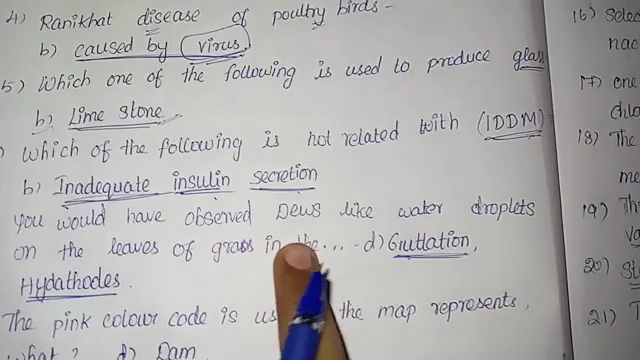 4) Ranikhat disease of poultry birds -
b) caused by virus.
5) Which one of the following is used to produce glass
b) Lime stone
) Which of the following is not related with (IDDM)
b) Inadequate insulin secretion
You would have observed Dews like water droplets
on the leaves of grass in the... - d) Guttation,
Hydathodes.
The pink colour code is us the map represents,
What? d) Dam
16) Selec
nac
17) one
chlo
18) The
me
19) Th
va
20) St
21) T